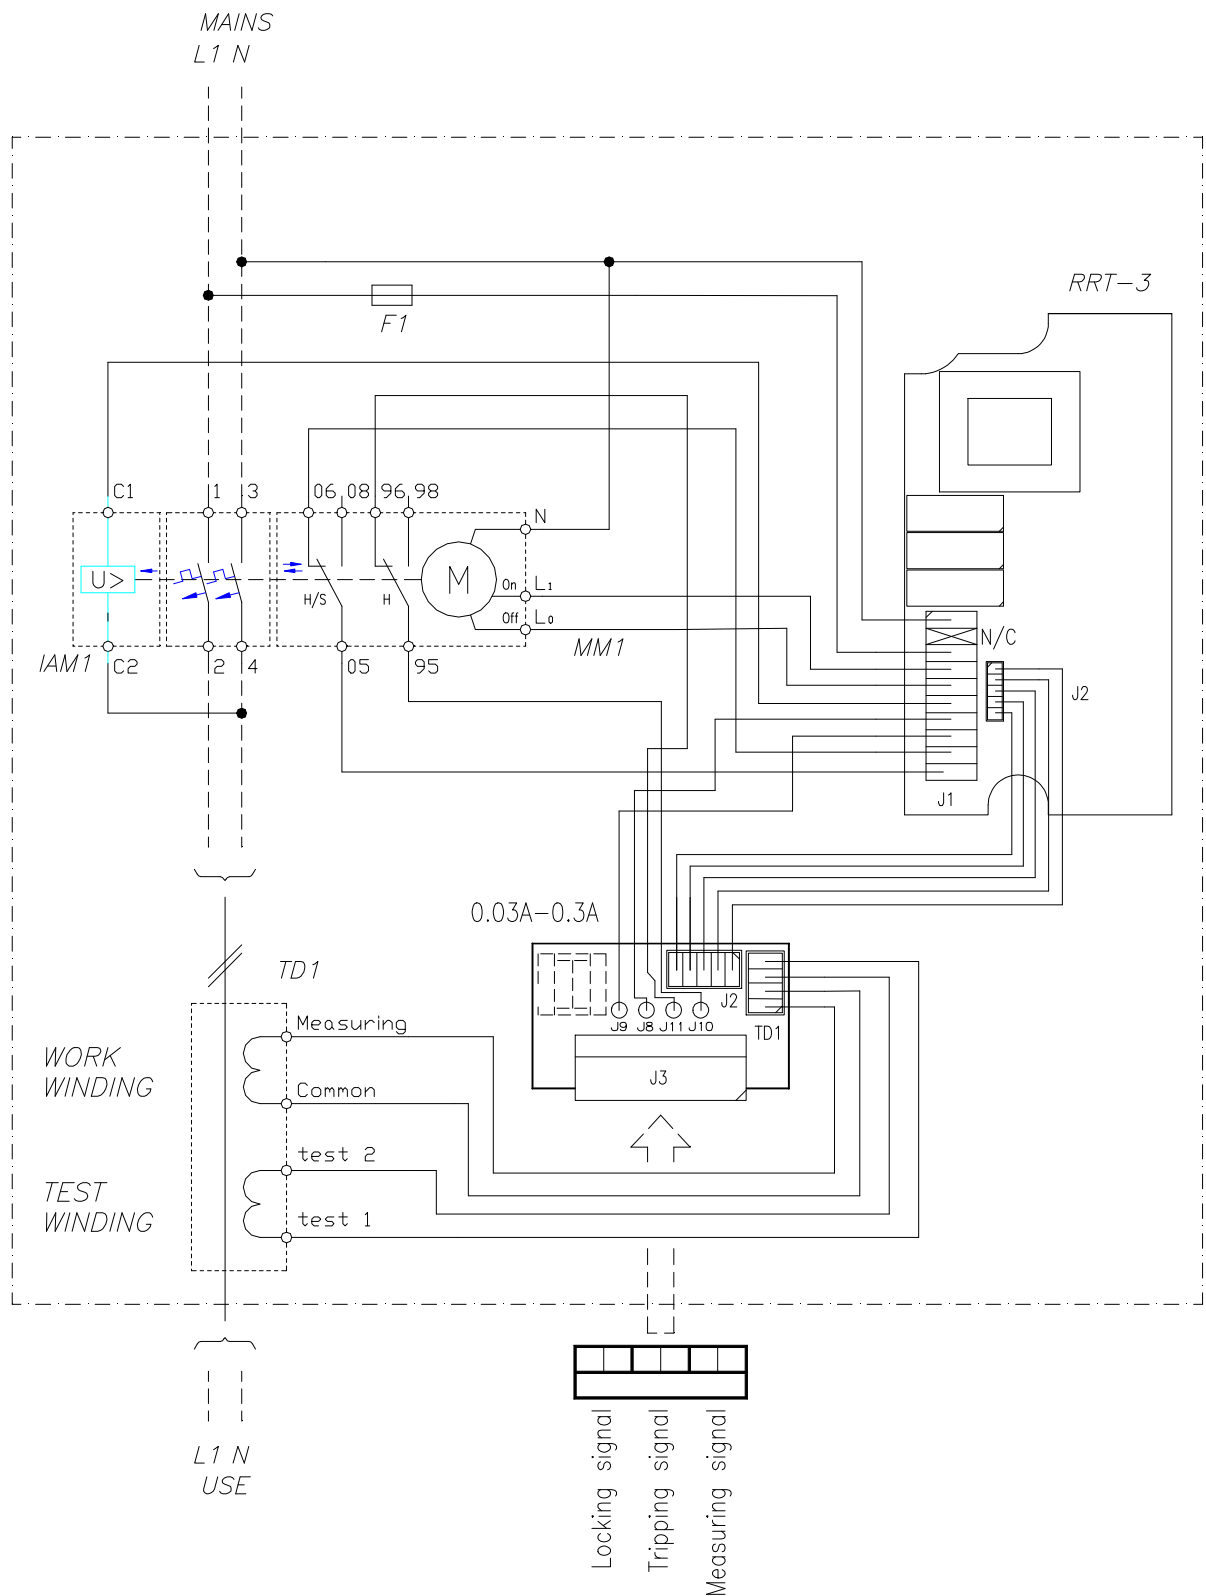 MAINS
L1 N
RRT-3
F1
C1
1
3
06
08
96
98
N
U>
M
On
L1
H/S
H
Off
L0
N/C
IAM1
C2
2
4
05
95
MM1
J2
J1
0.03A-0.3A
TD1
J2
J9
J8
J11
J10
TD1
Measuring
WORK
WINDING
J3
Common
test 2
TEST
WINDING
test 1
L1 N
USE
Locking signal
Tripping signal
Measuring signal